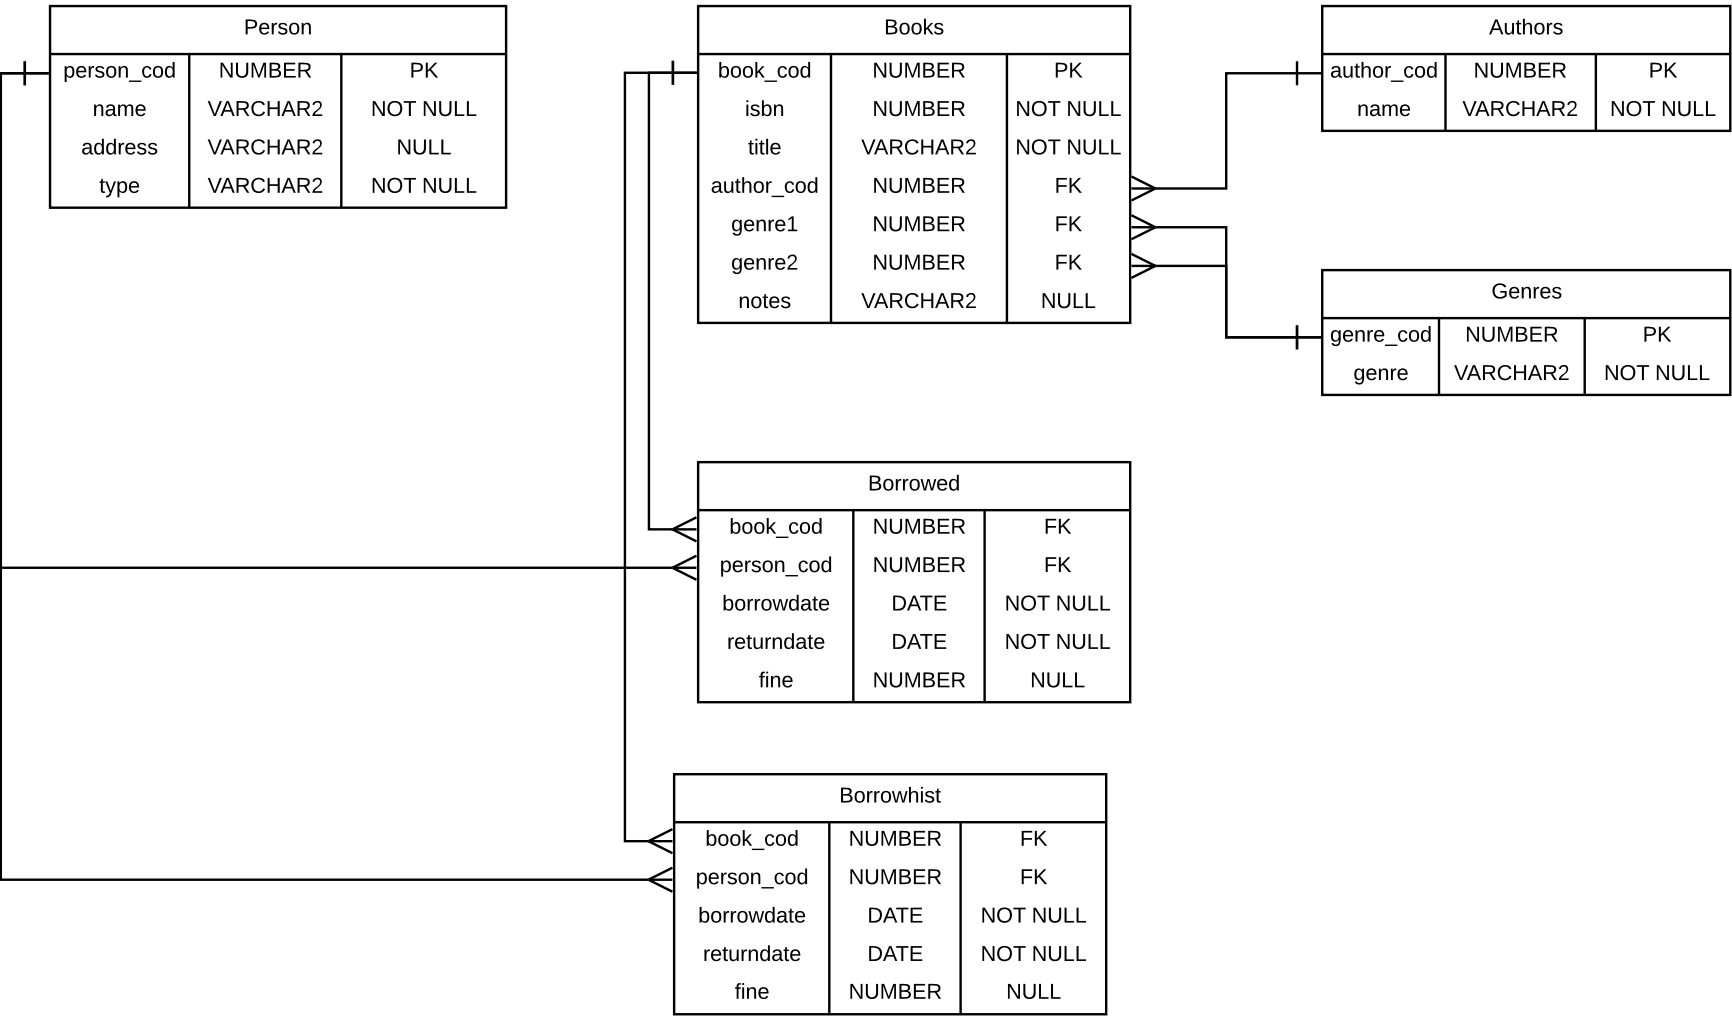 Person
person_cod NUMBER PK
name VARCHAR2 NOT NULL
address VARCHAR2 NULL
type VARCHAR2 NOT NULL
Books
book_cod NUMBER PK
isbn NUMBER NOT NULL
title VARCHAR2 NOT NULL
author_cod NUMBER FK
genre1 NUMBER FK
genre2 NUMBER FK
notes VARCHAR2 NULL
Authors
author_cod NUMBER PK
name VARCHAR2 NOT NULL
Genres
genre_cod NUMBER PK
genre VARCHAR2 NOT NULL
Borrowed
book_cod NUMBER FK
person_cod NUMBER FK
borrowdate DATE NOT NULL
returndate DATE NOT NULL
fine NUMBER NULL
Borrowhist
book_cod NUMBER FK
person_cod NUMBER FK
borrowdate DATE NOT NULL
returndate DATE NOT NULL
fine NUMBER NULL